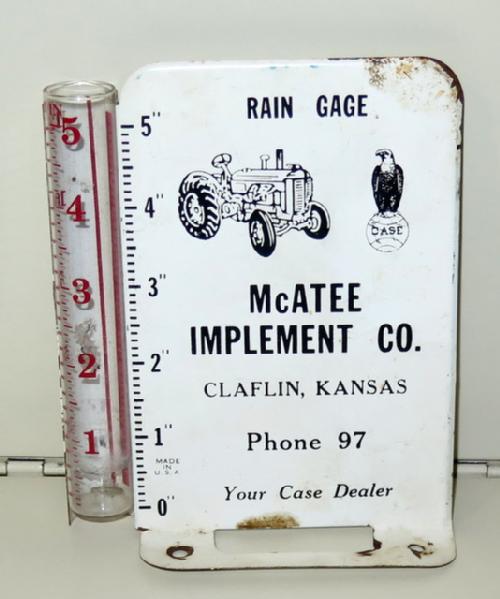 RAIN GAGE
CASE
McATEE
IMPLEMENT CO.
CLAFLIN, KANSAS
Phone 97
Your Case Dealer
5"
4"
3"
2"
1"
0"
MADE
IN
U.S.A
IN
5
4
3
2
1